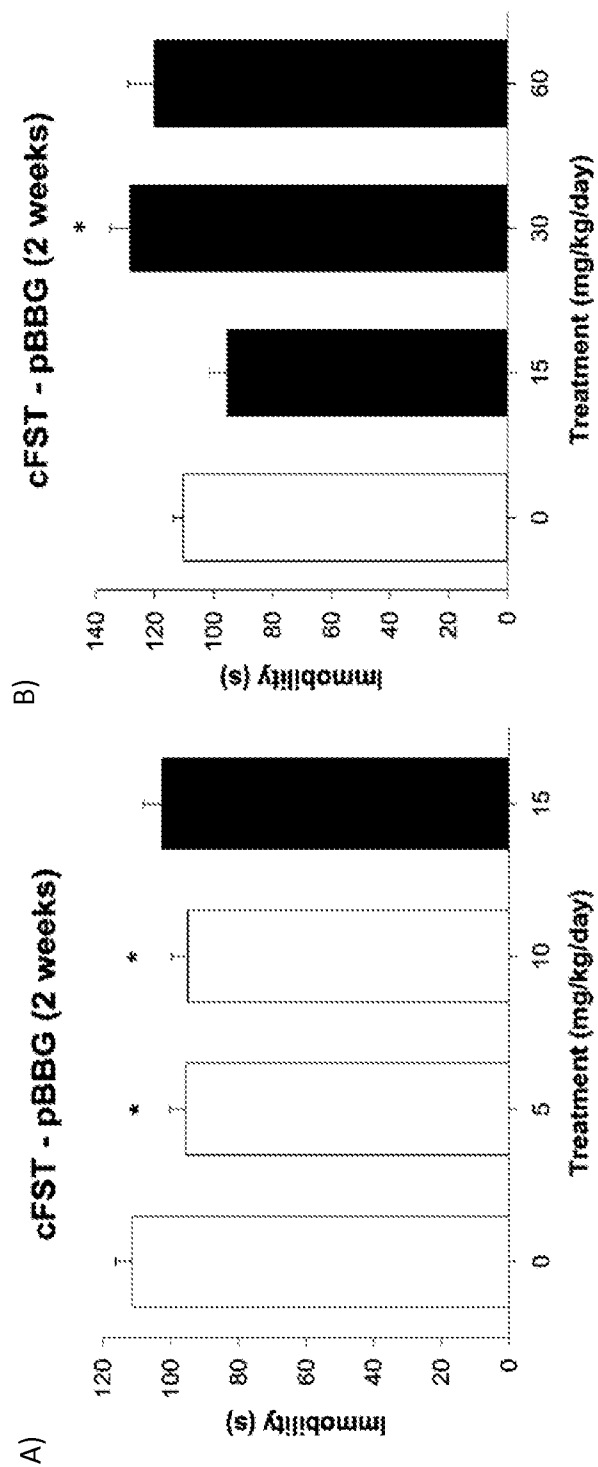 A)
cFST - pBBG (2 weeks)
Immobility (s)
120
100
80
60
40
20
0
*
*
0 5 10 15
Treatment (mg/kg/day)
B)
cFST - pBBG (2 weeks)
Immobility (s)
140
120
100
80
60
40
20
0
*
0 15 30 60
Treatment (mg/kg/day)